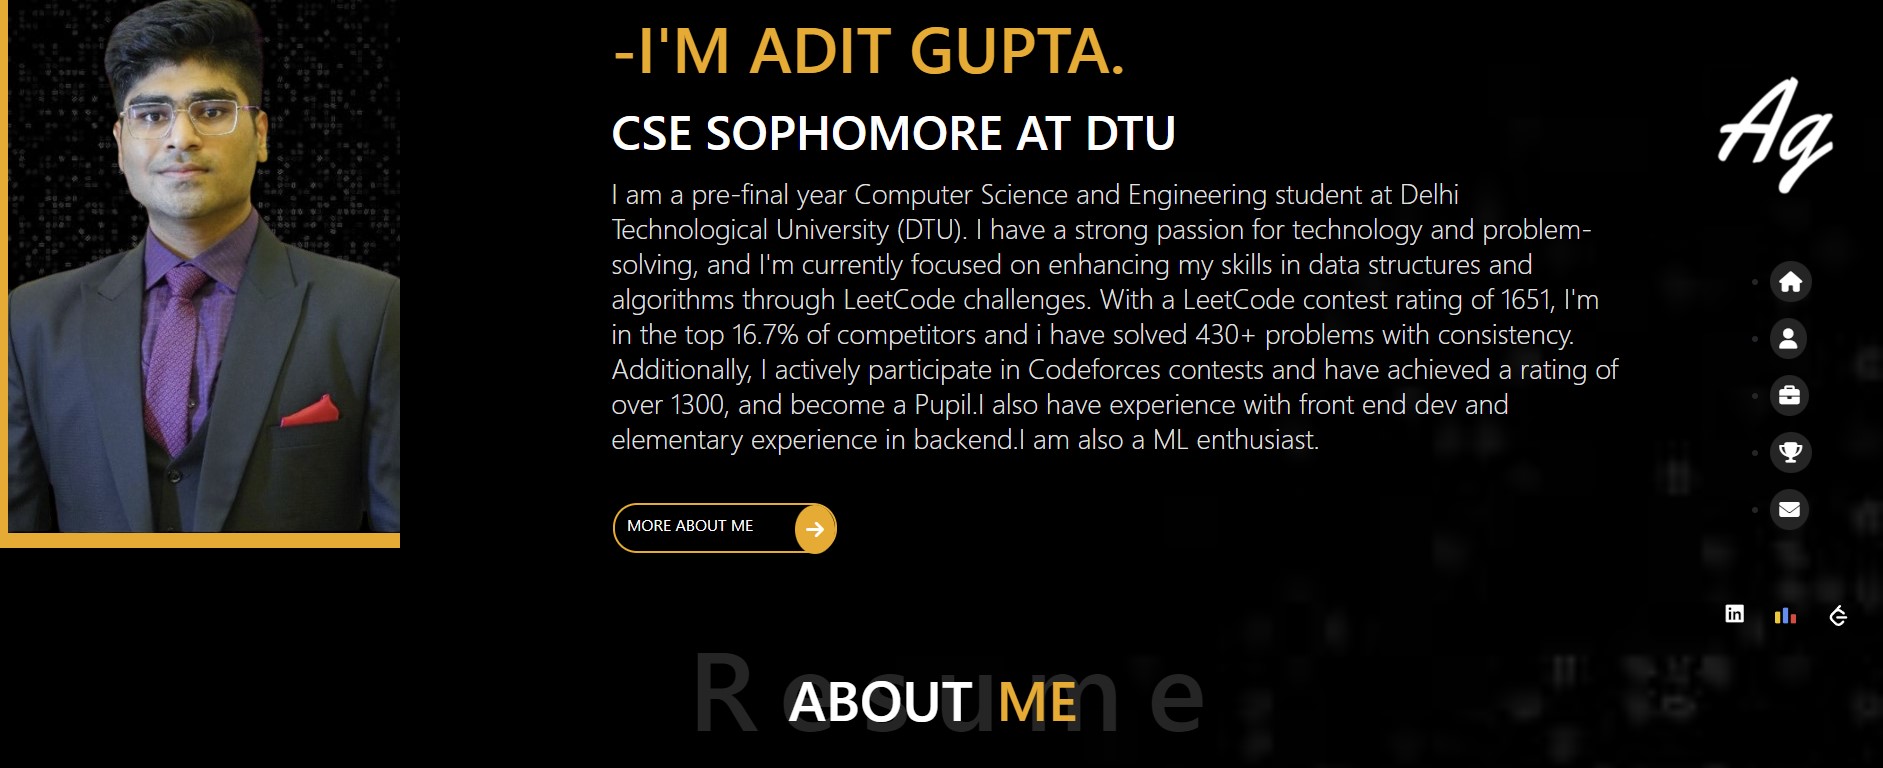 -I'M ADIT GUPTA.
CSE SOPHOMORE AT DTU
I am a pre-final year Computer Science and Engineering student at Delhi
Technological University (DTU). I have a strong passion for technology and problem-
solving, and I'm currently focused on enhancing my skills in data structures and
algorithms through LeetCode challenges. With a LeetCode contest rating of 1651, I'm
in the top 16.7% of competitors and i have solved 430+ problems with consistency.
Additionally, I actively participate in Codeforces contests and have achieved a rating of
over 1300, and become a Pupil.I also have experience with front end dev and
elementary experience in backend.I am also a ML enthusiast.
MORE ABOUT ME
Ag
in
Resume
ABOUT ME